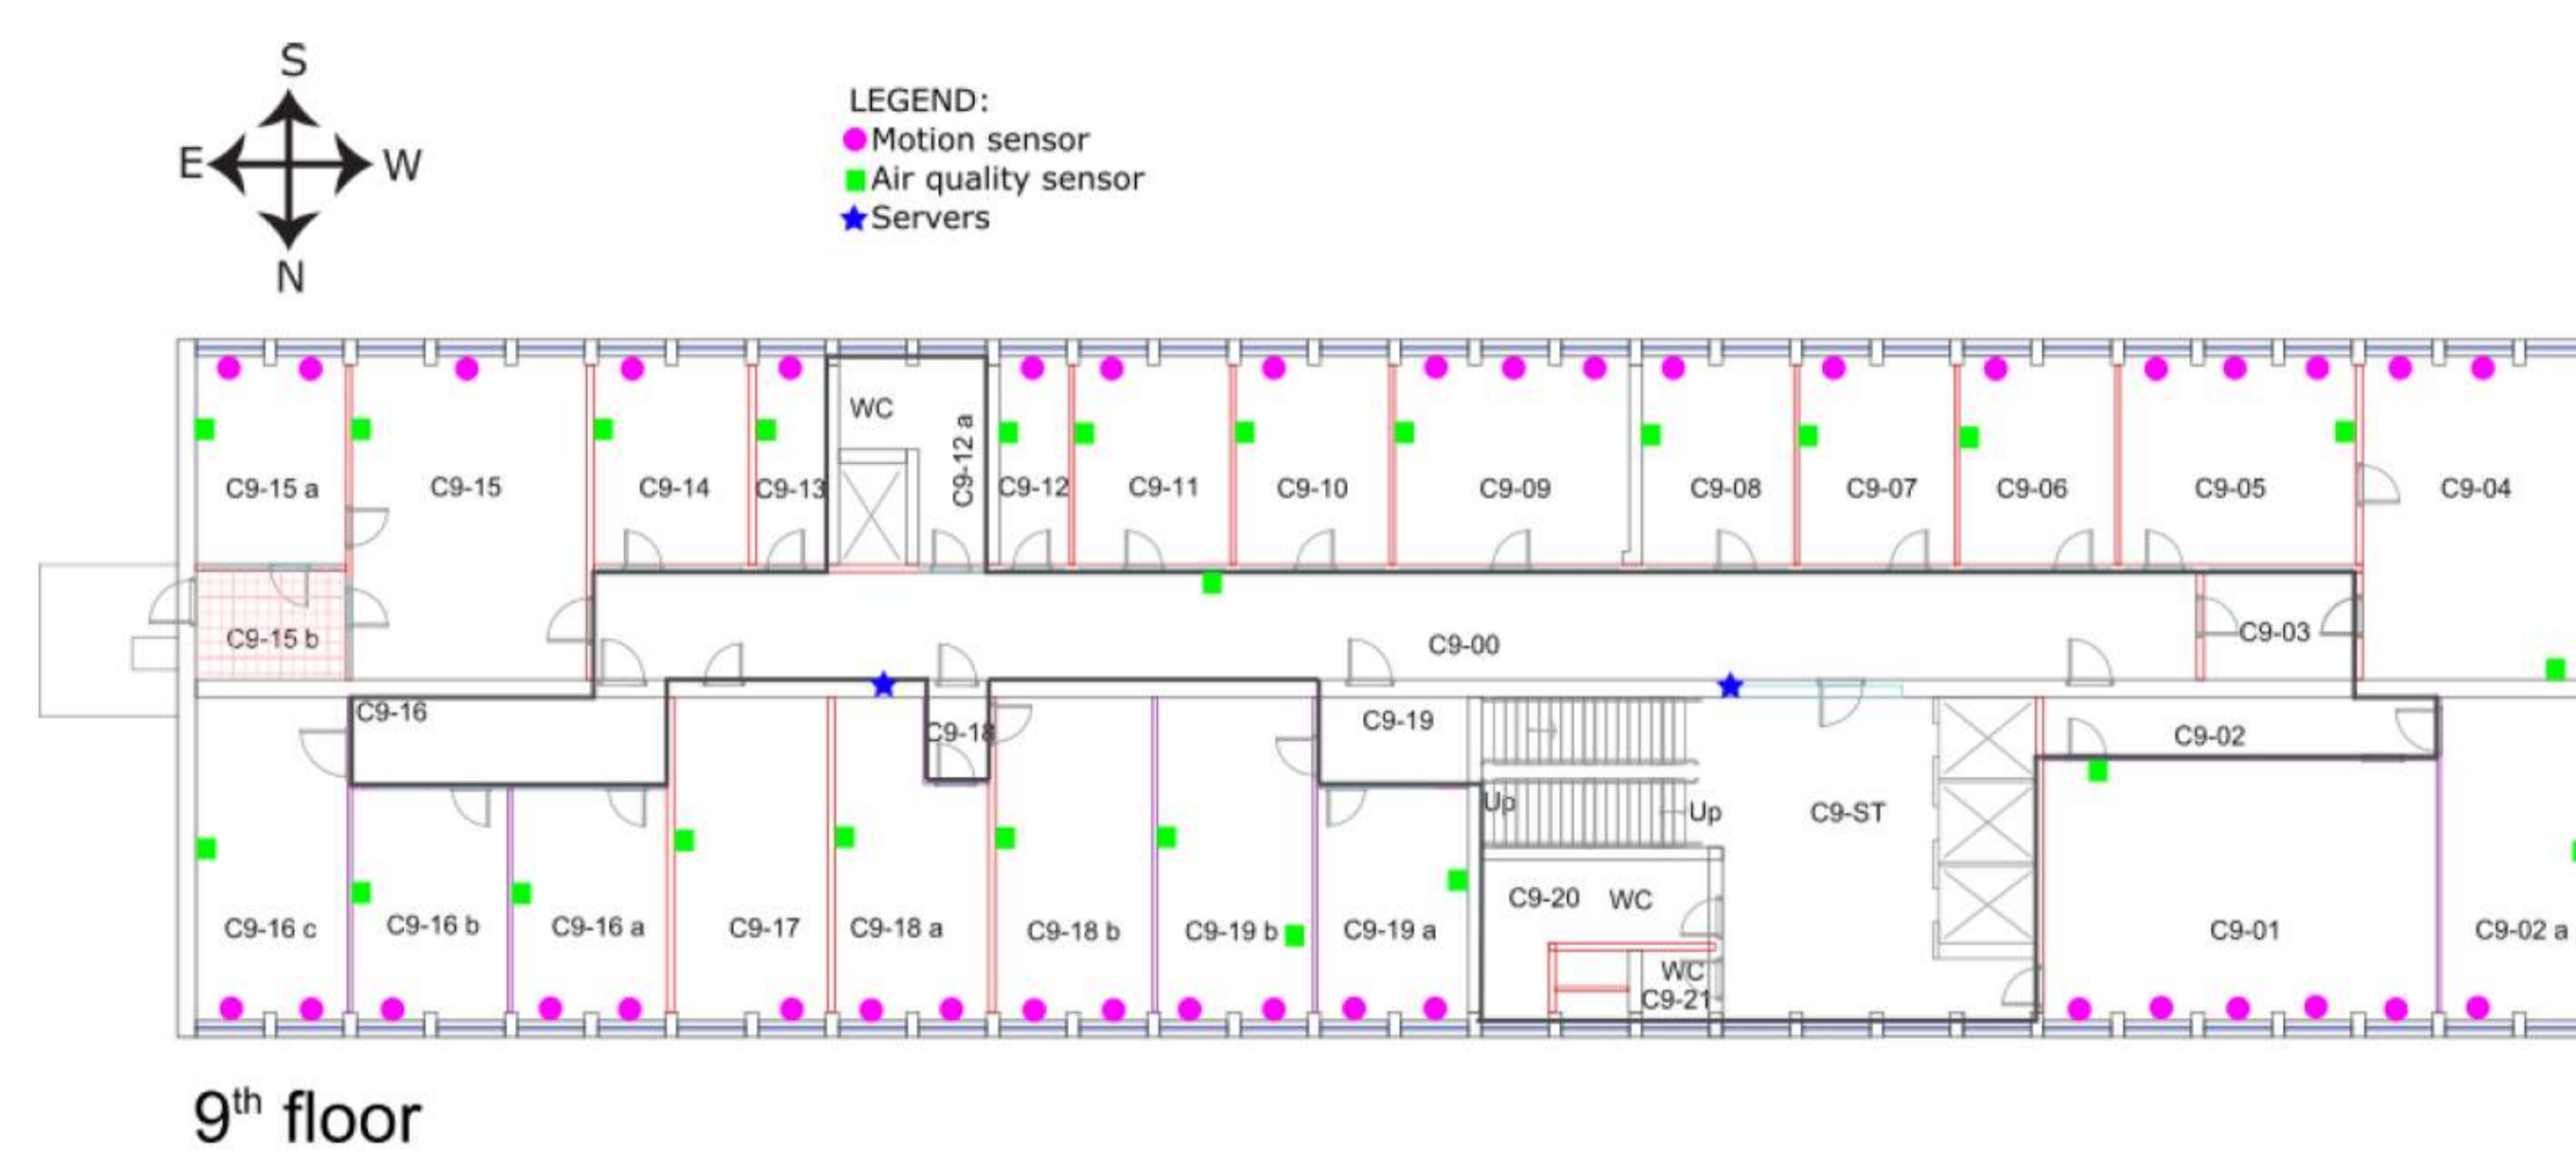 S
E W
N
LEGEND:
Motion sensor
Air quality sensor
Servers
WC
C9-12 a
C9-15 a
C9-15
C9-14
C9-13
C9-12
C9-11
C9-10
C9-09
C9-08
C9-07
C9-06
C9-05
C9-04
C9-15 b
C9-00
C9-03
C9-16
C9-18
C9-19
C9-02
Up
Up
C9-ST
C9-20 WC
C9-16 c
C9-16 b
C9-16 a
C9-17
C9-18 a
C9-18 b
C9-19 b
C9-19 a
C9-01
C9-02 a
WC
C9-21
9th floor